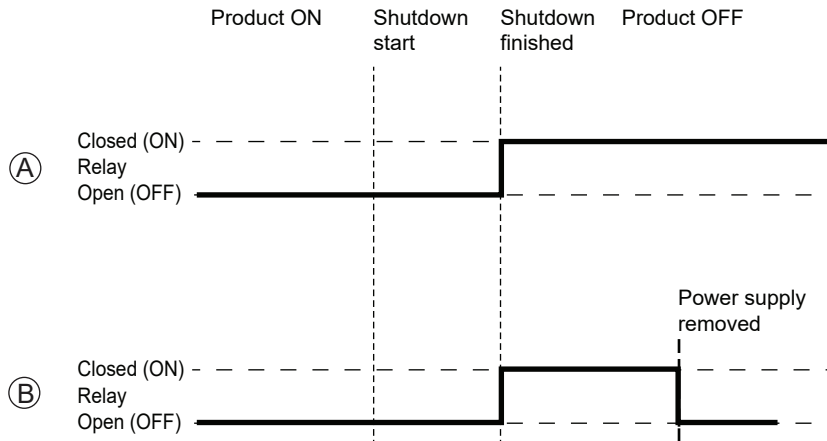 Product ON
Shutdown
start
Shutdown
finished
Product OFF
A
Closed (ON)
Relay
Open (OFF)
Power supply
removed
B
Closed (ON)
Relay
Open (OFF)